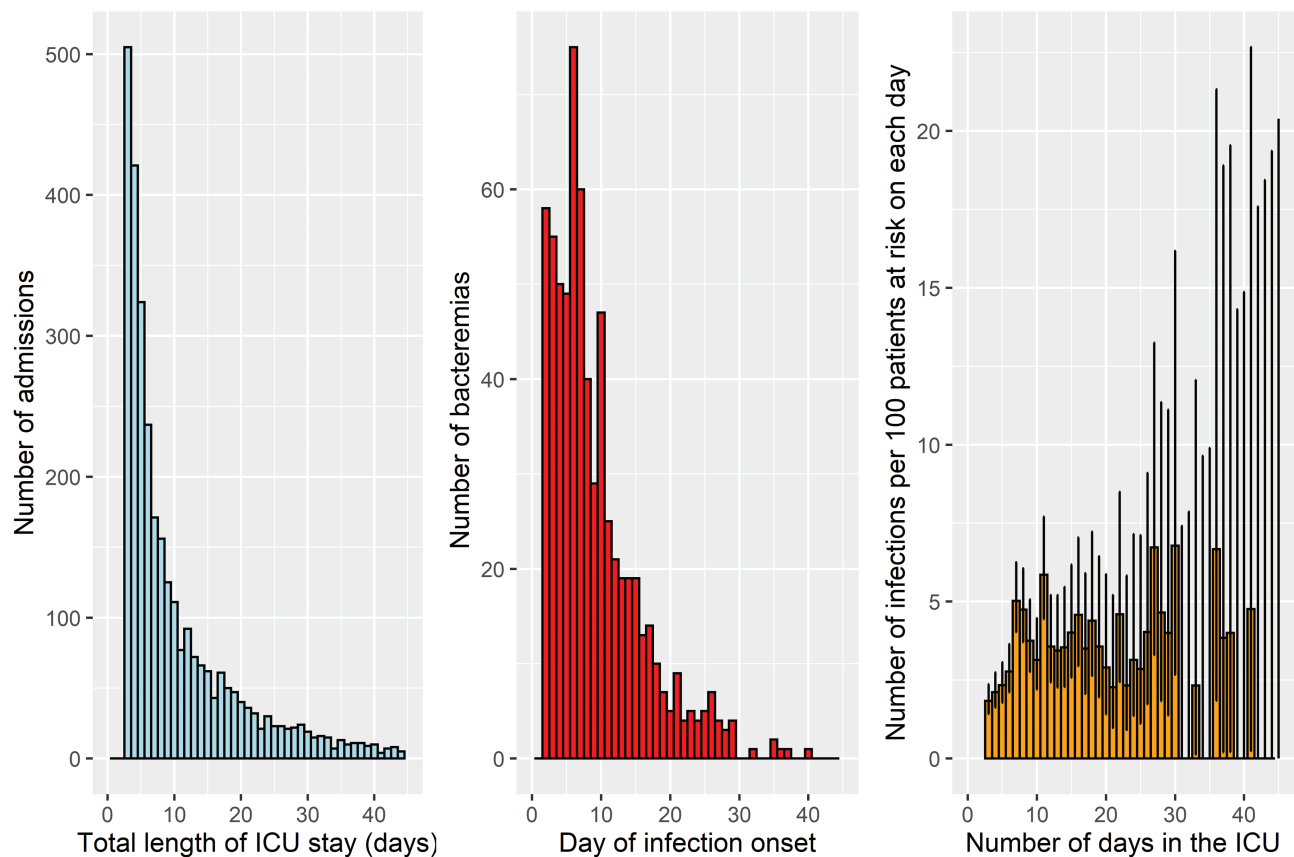 Number of admissions
500
400
300
200
100
0
0 10 20 30 40
Total length of ICU stay (days)
Number of bacteremias
60
40
20
0
0 10 20 30 40
Day of infection onset
Number of infections per 100 patients at risk on each day
20
15
10
5
0
0 10 20 30 40
Number of days in the ICU